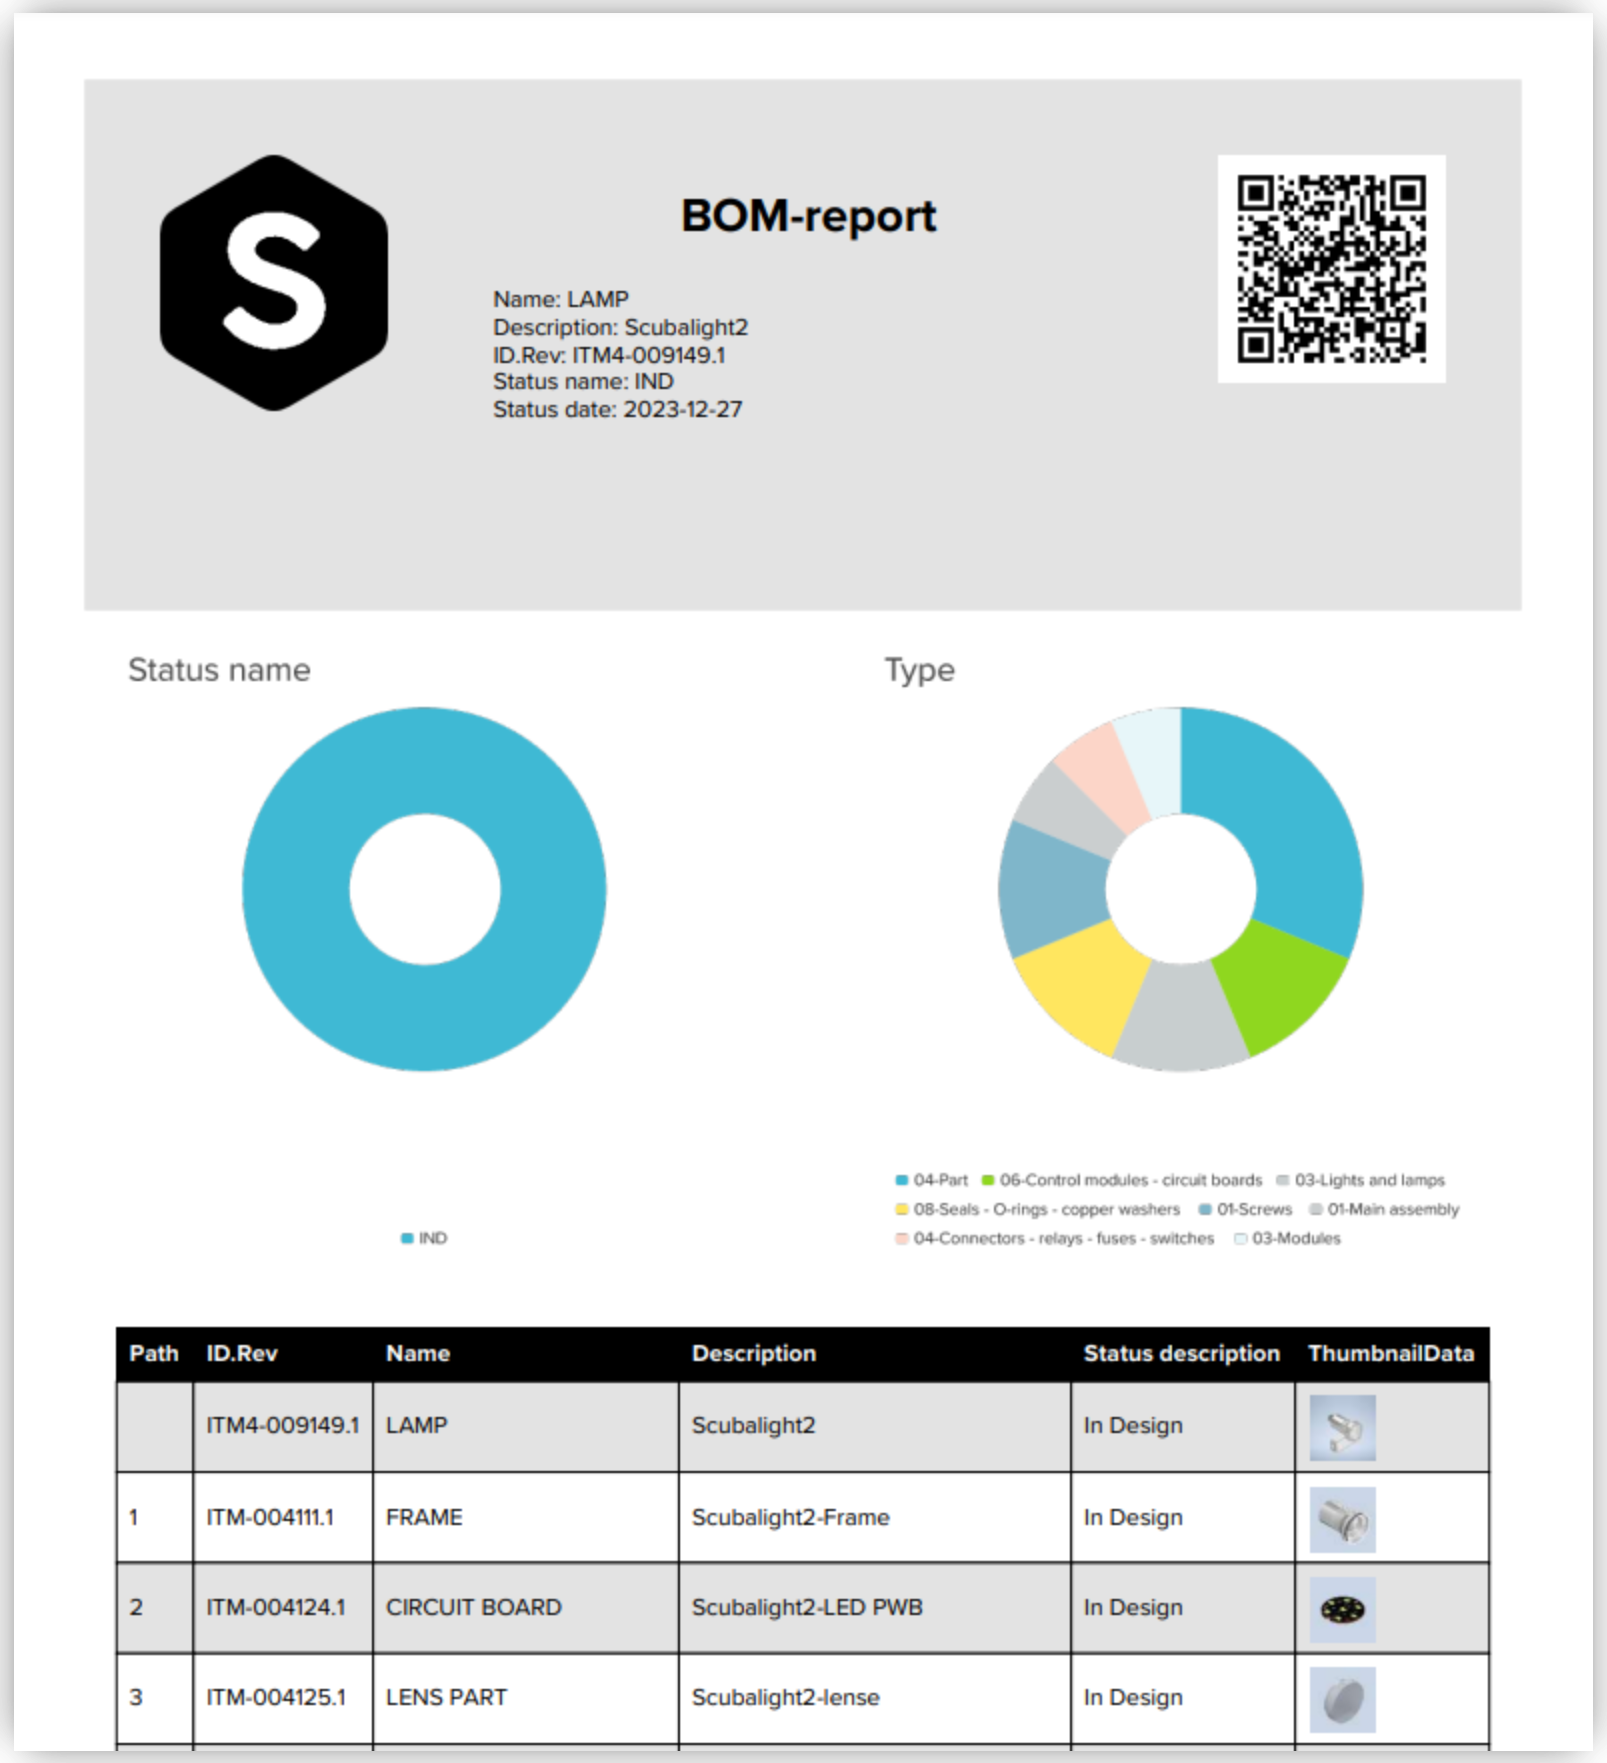 S
BOM-report
Name: LAMP
Description: Scubalight2
ID.Rev: ITM4-009149.1
Status name: IND
Status date: 2023-12-27
Status name
Type
IND
04-Part 06-Control modules - circuit boards 03-Lights and lamps
08-Seals - O-rings - copper washers 01-Screws 01-Main assembly
04-Connectors - relays - fuses - switches 03-Modules
Path ID.Rev Name Description Status description ThumbnailData
ITM4-009149.1 LAMP Scubalight2 In Design
1 ITM-004111.1 FRAME Scubalight2-Frame In Design
2 ITM-004124.1 CIRCUIT BOARD Scubalight2-LED PWB In Design
3 ITM-004125.1 LENS PART Scubalight2-lense In Design